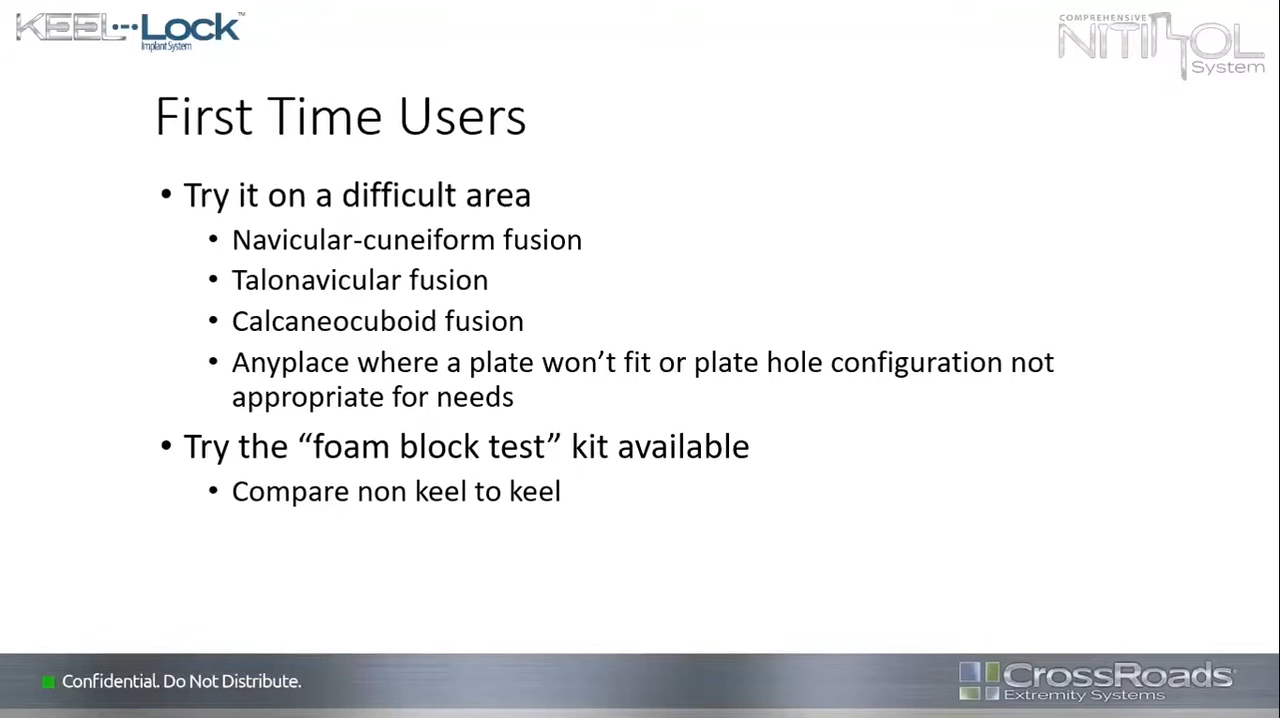 KEEL LOCK™
Implant System
COMPREHENSIVE
NITINOL
System
First Time Users
• Try it on a difficult area
• Navicular-cuneiform fusion
• Talonavicular fusion
• Calcaneocuboid fusion
• Anyplace where a plate won’t fit or plate hole configuration not
appropriate for needs
• Try the “foam block test” kit available
• Compare non keel to keel
Confidential. Do Not Distribute.
CrossRoads
Extremity Systems